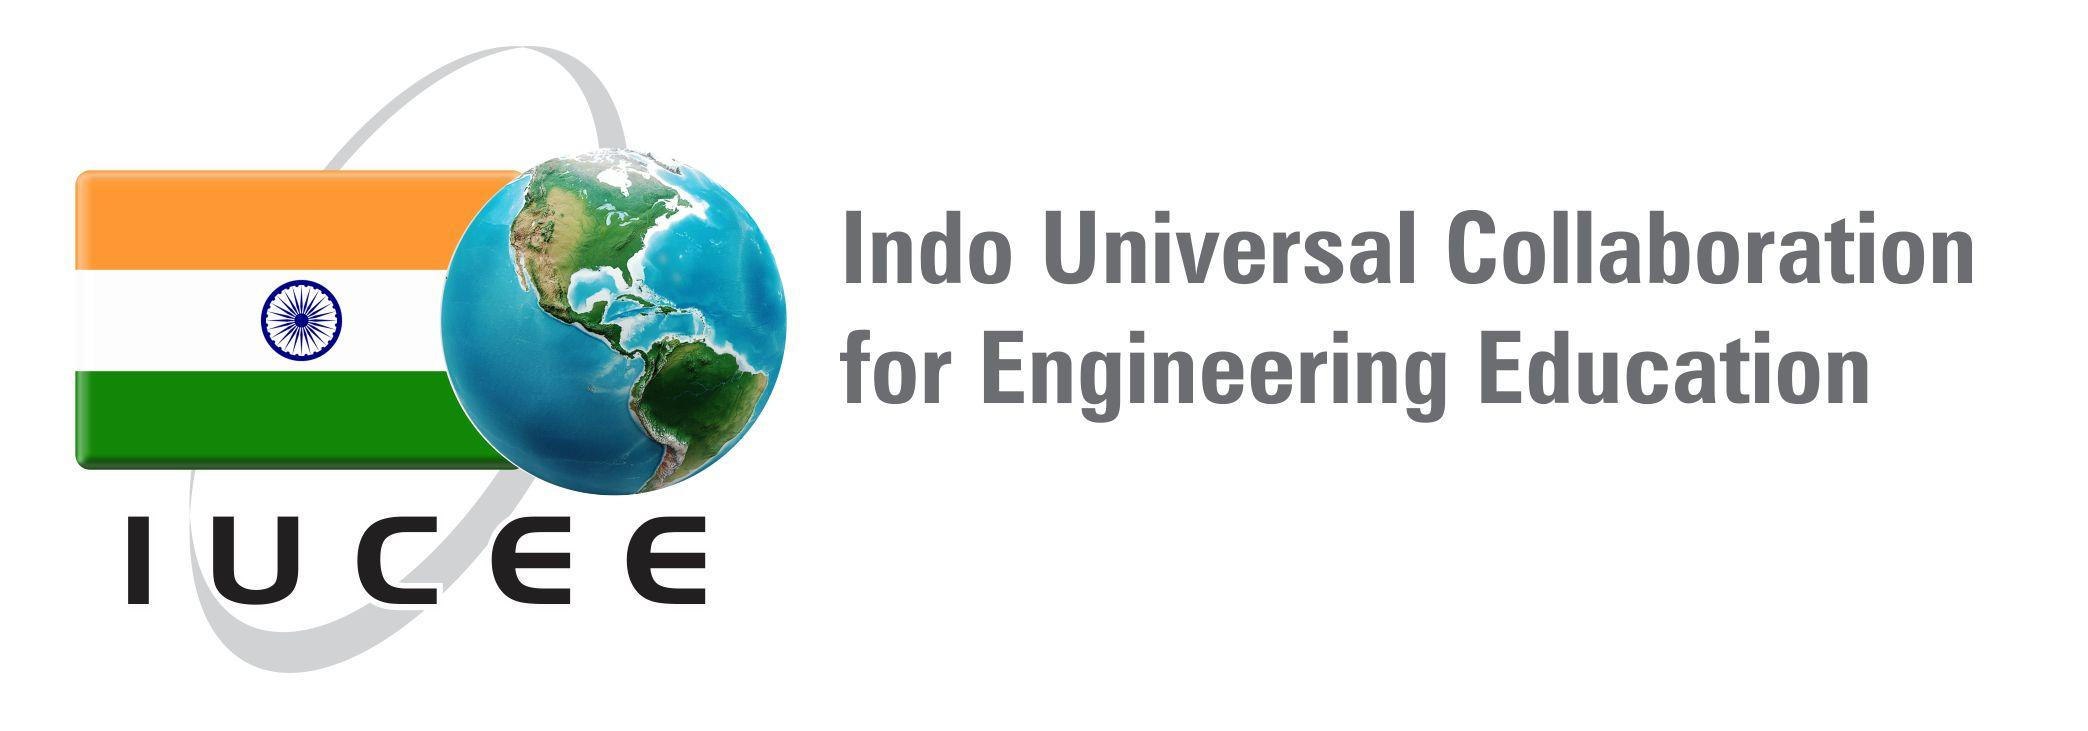 Indo Universal Collaboration
for Engineering Education
IUCEE